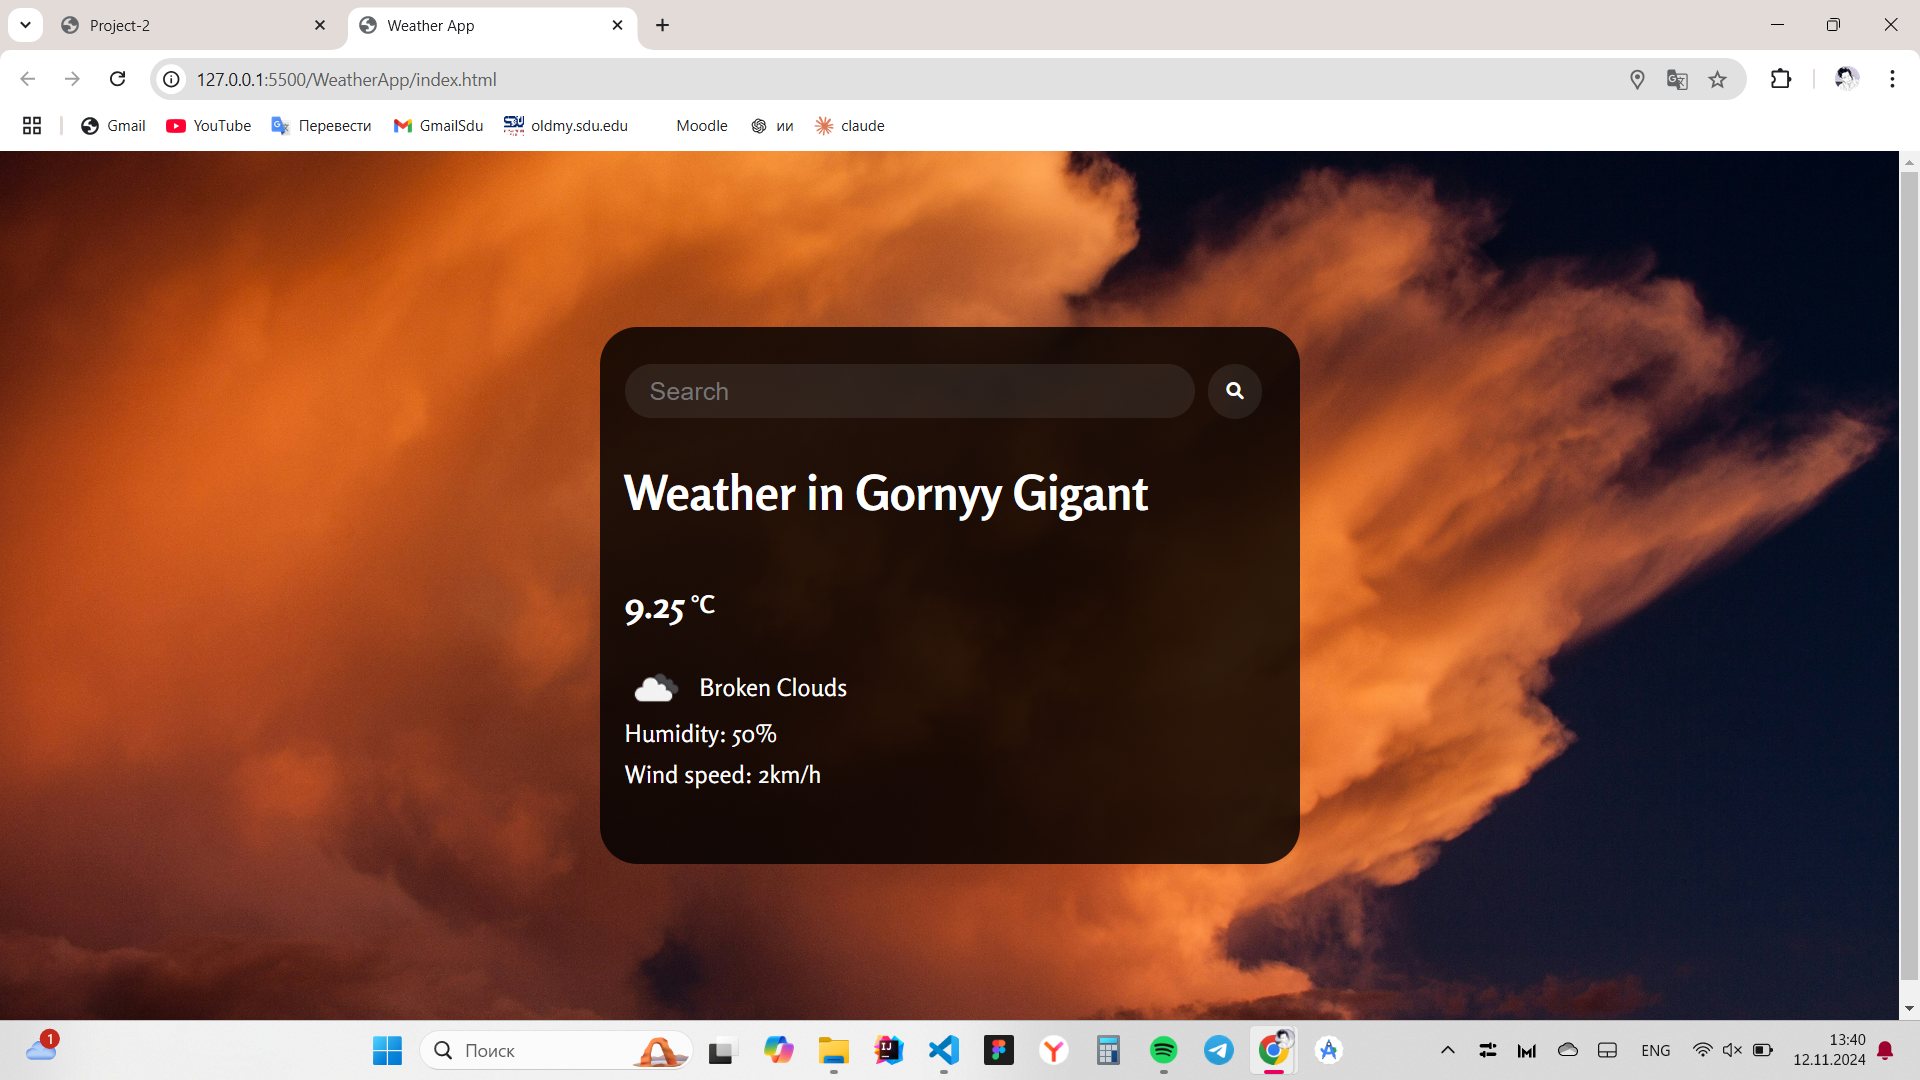 Project-2
Weather App
127.0.0.1:5500/WeatherApp/index.html
Gmail
YouTube
Перевести
GmailSdu
oldmy.sdu.edu
Moodle
ии
claude
Search
Weather in Gornyy Gigant
9.25 °C
Broken Clouds
Humidity: 50%
Wind speed: 2km/h
1
Поиск
ENG
13:40
12.11.2024